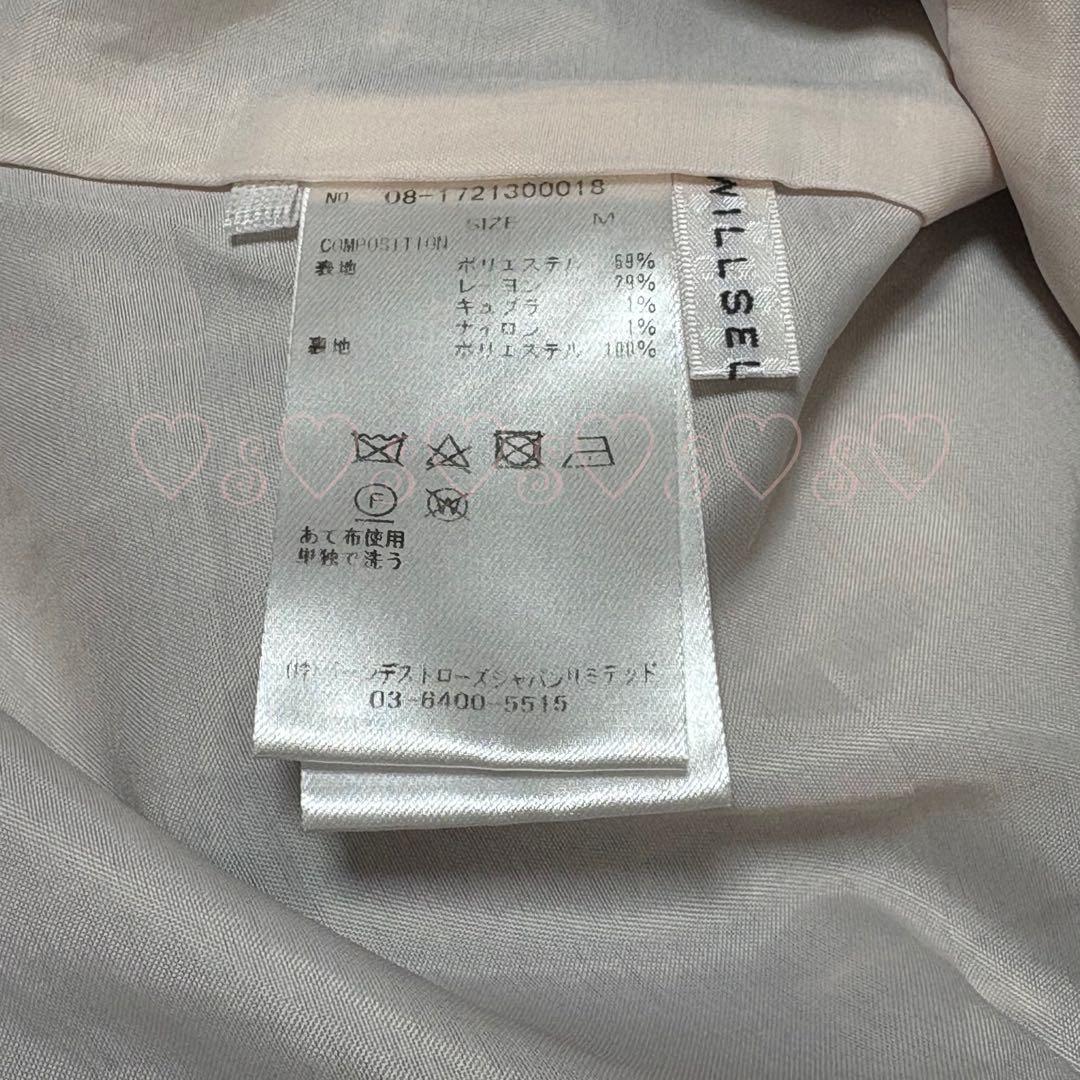 NO 08-1721300018
SIZE M
COMPOSITION
表地 ポリエステル 69%
レーヨン 29%
キュプラ 1%
ナイロン 1%
裏地 ポリエステル 100%
F
W
あて布使用
単独で洗う
デストローズジャパンリミテッド
03-6400-5515
WILLSEL
♡s♡s♡s♡s♡s♡